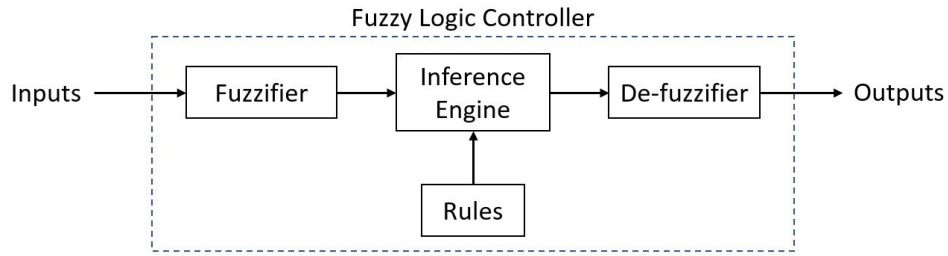 Fuzzy Logic Controller
Inputs
Fuzzifier
Inference
Engine
De-fuzzifier
Outputs
Rules